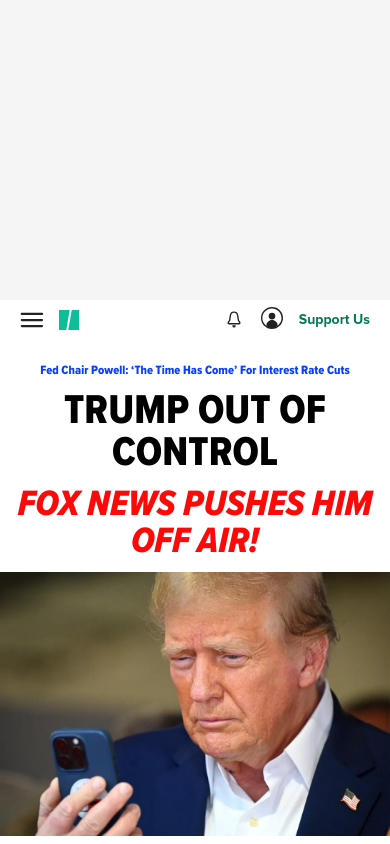 Support Us
Fed Chair Powell: ‘The Time Has Come’ For Interest Rate Cuts
TRUMP OUT OF
CONTROL
FOX NEWS PUSHES HIM
OFF AIR!